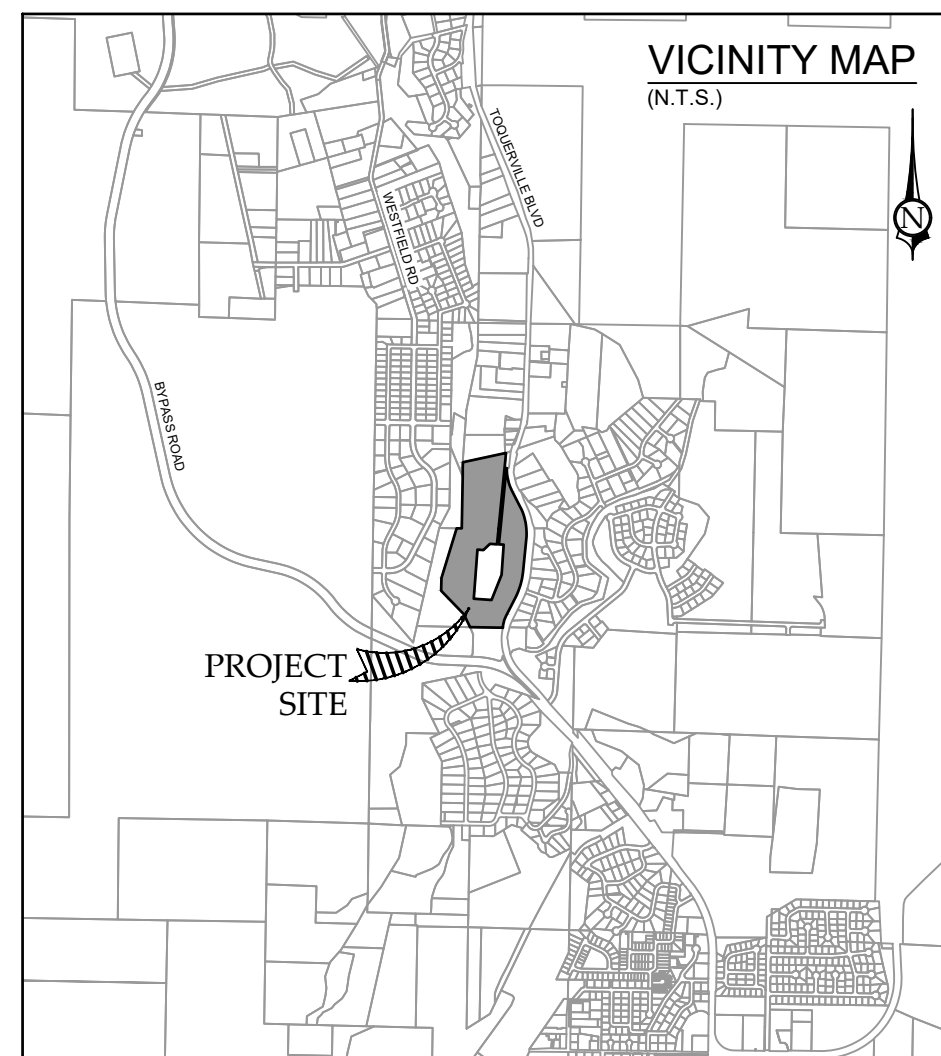 VICINITY MAP
(N.T.S.)
TOQUERVILLE BLVD
N
WESTFIELD RD
BYPASS ROAD
PROJECT
SITE